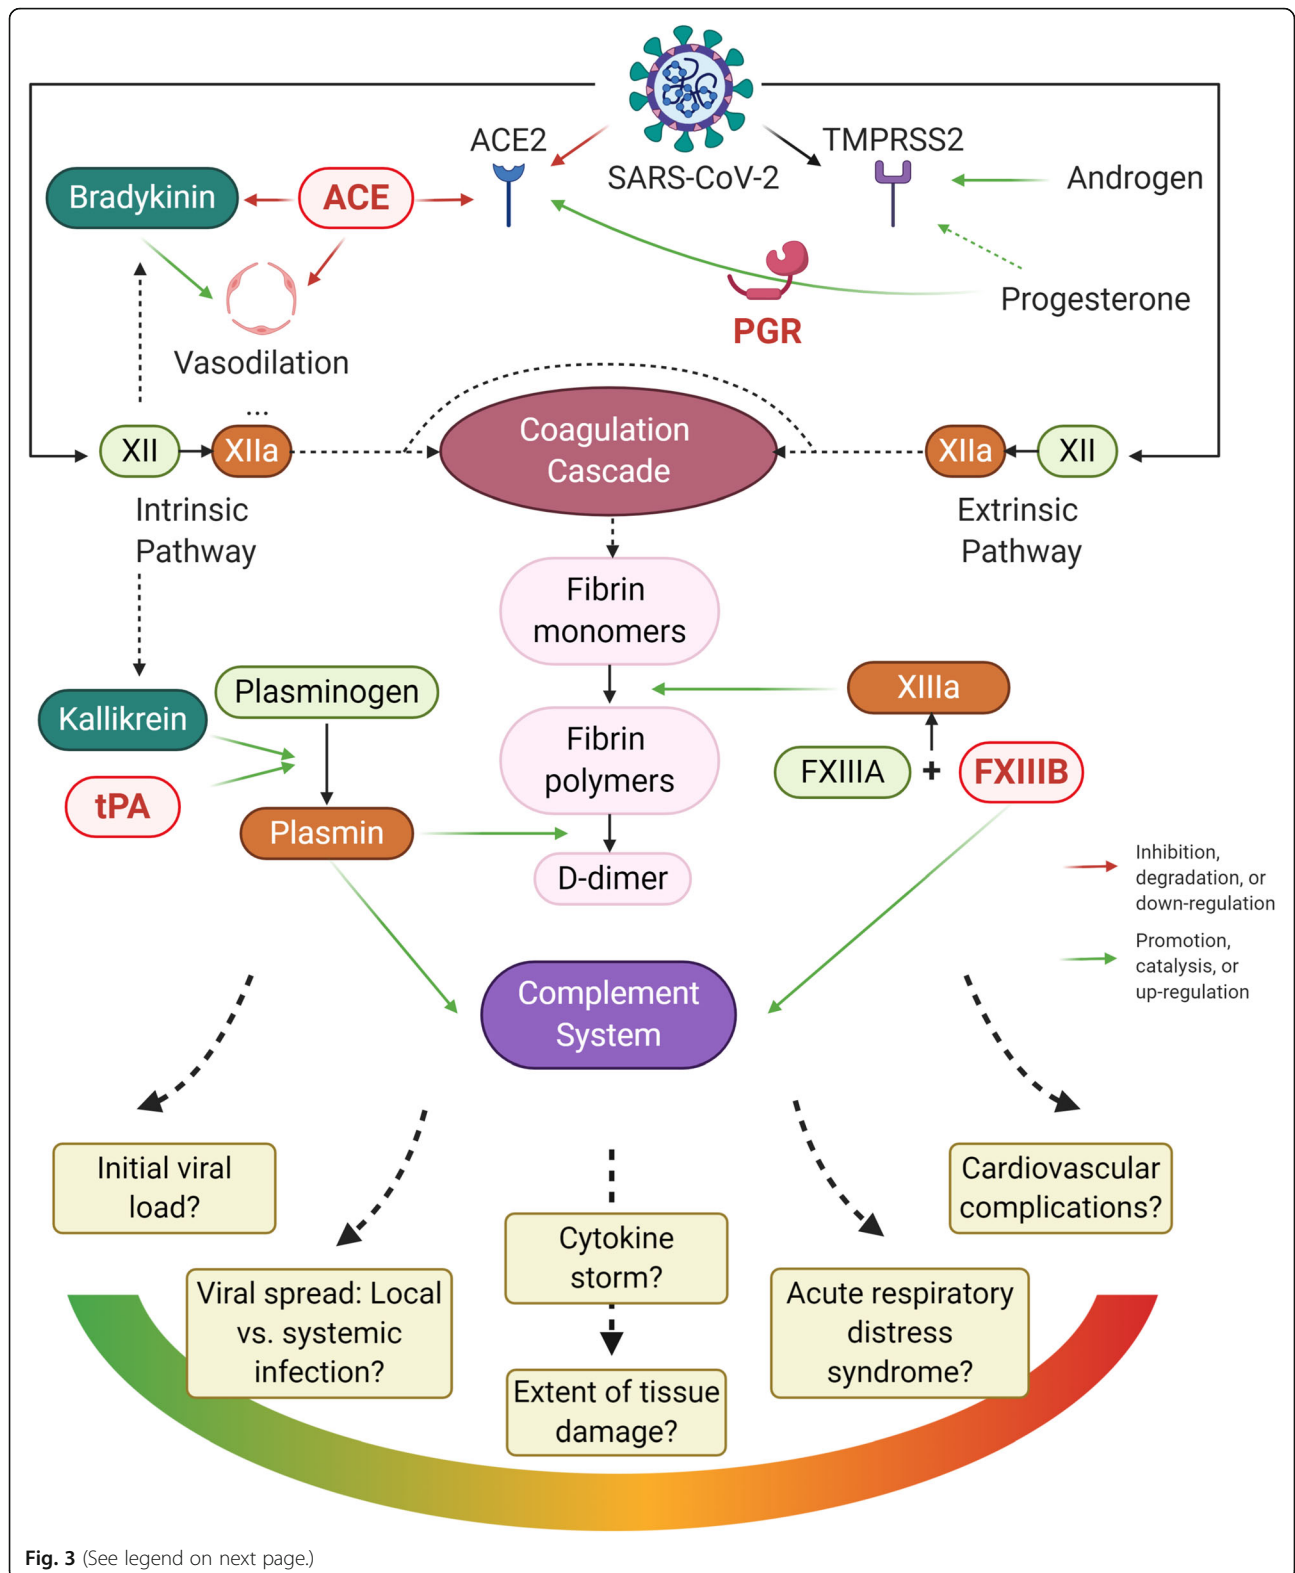 ACE2
TMPRSS2
SARS-CoV-2
Androgen
Bradykinin
ACE
Progesterone
PGR
Vasodilation
...
XII
XIIa
Coagulation
Cascade
XIIa
XII
Intrinsic
Pathway
Extrinsic
Pathway
Fibrin
monomers
Plasminogen
XIIIa
Kallikrein
Fibrin
polymers
FXIIIA
+
FXIIIB
tPA
Plasmin
D-dimer
Inhibition,
degradation, or
down-regulation
Promotion,
catalysis, or
up-regulation
Complement
System
Initial viral
load?
Cardiovascular
complications?
Cytokine
storm?
Viral spread: Local
vs. systemic
infection?
Acute respiratory
distress
syndrome?
Extent of tissue
damage?
Fig. 3 (See legend on next page.)